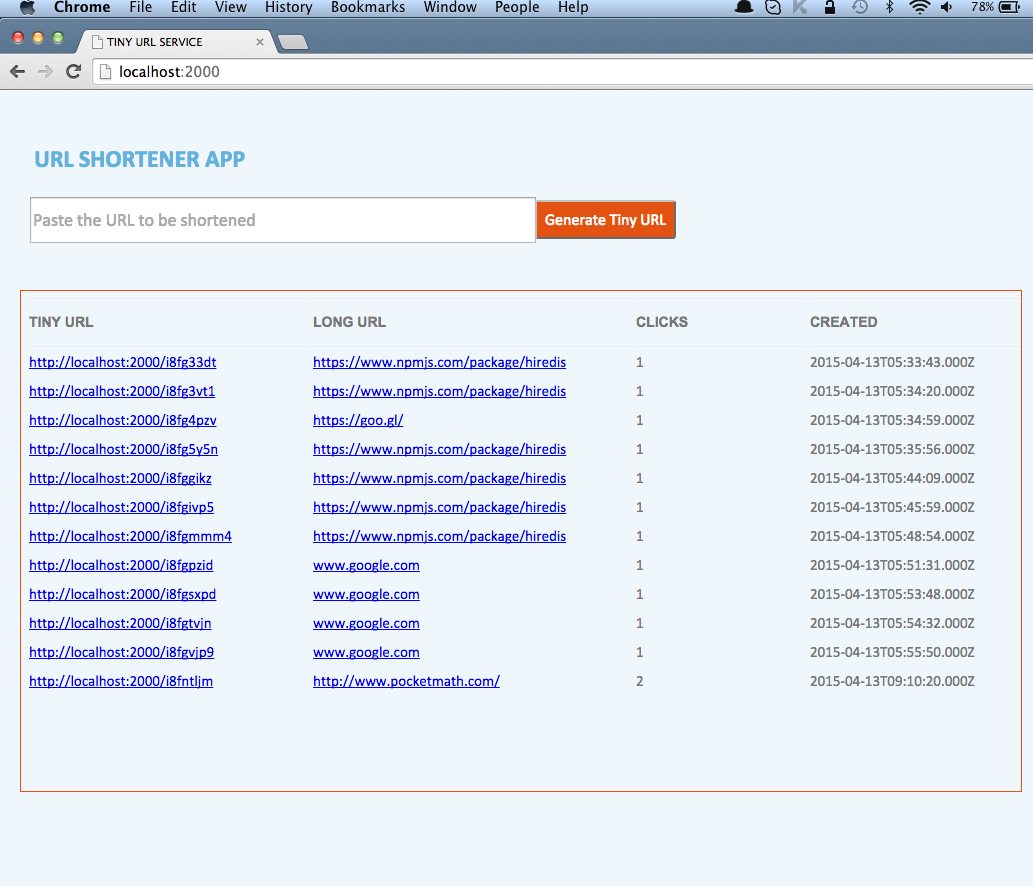 Chrome File Edit View History Bookmarks Window People Help 78%
TINY URL SERVICE
localhost:2000
URL SHORTENER APP
Paste the URL to be shortened Generate Tiny URL
TINY URL LONG URL CLICKS CREATED
http://localhost:2000/i8fg33dt https://www.npmjs.com/package/hiredis 1 2015-04-13T05:33:43.000Z
http://localhost:2000/i8fg3vt1 https://www.npmjs.com/package/hiredis 1 2015-04-13T05:34:20.000Z
http://localhost:2000/i8fg4pzv https://goo.gl/ 1 2015-04-13T05:34:59.000Z
http://localhost:2000/i8fg5y5n https://www.npmjs.com/package/hiredis 1 2015-04-13T05:35:56.000Z
http://localhost:2000/i8fggikz https://www.npmjs.com/package/hiredis 1 2015-04-13T05:44:09.000Z
http://localhost:2000/i8fgivp5 https://www.npmjs.com/package/hiredis 1 2015-04-13T05:45:59.000Z
http://localhost:2000/i8fgmmm4 https://www.npmjs.com/package/hiredis 1 2015-04-13T05:48:54.000Z
http://localhost:2000/i8fgpzid www.google.com 1 2015-04-13T05:51:31.000Z
http://localhost:2000/i8fgsxpd www.google.com 1 2015-04-13T05:53:48.000Z
http://localhost:2000/i8fgtvjn www.google.com 1 2015-04-13T05:54:32.000Z
http://localhost:2000/i8fgvjp9 www.google.com 1 2015-04-13T05:55:50.000Z
http://localhost:2000/i8fntljm http://www.pocketmath.com/ 2 2015-04-13T09:10:20.000Z